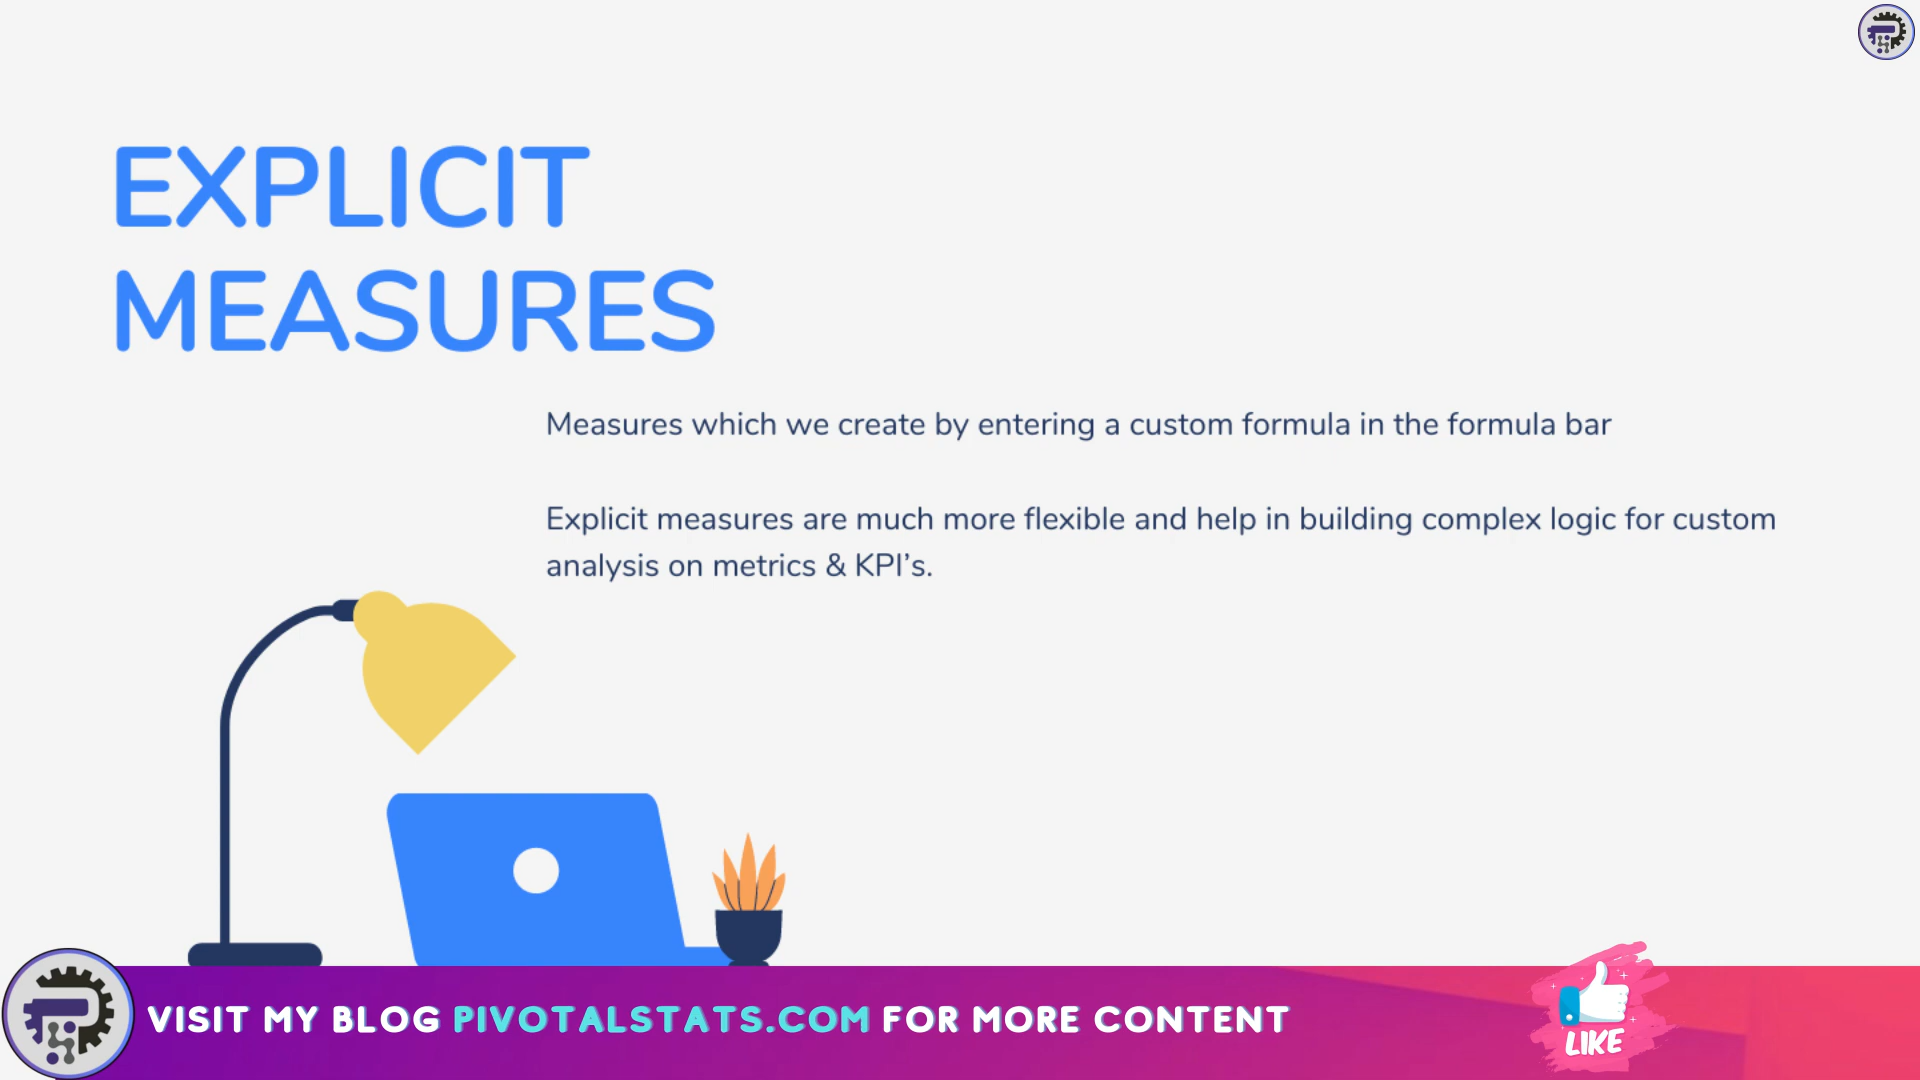 EXPLICIT
MEASURES
Measures which we create by entering a custom formula in the formula bar
Explicit measures are much more flexible and help in building complex logic for custom
analysis on metrics & KPI’s.
VISIT MY BLOG PIVOTALSTATS.COM FOR MORE CONTENT
LIKE